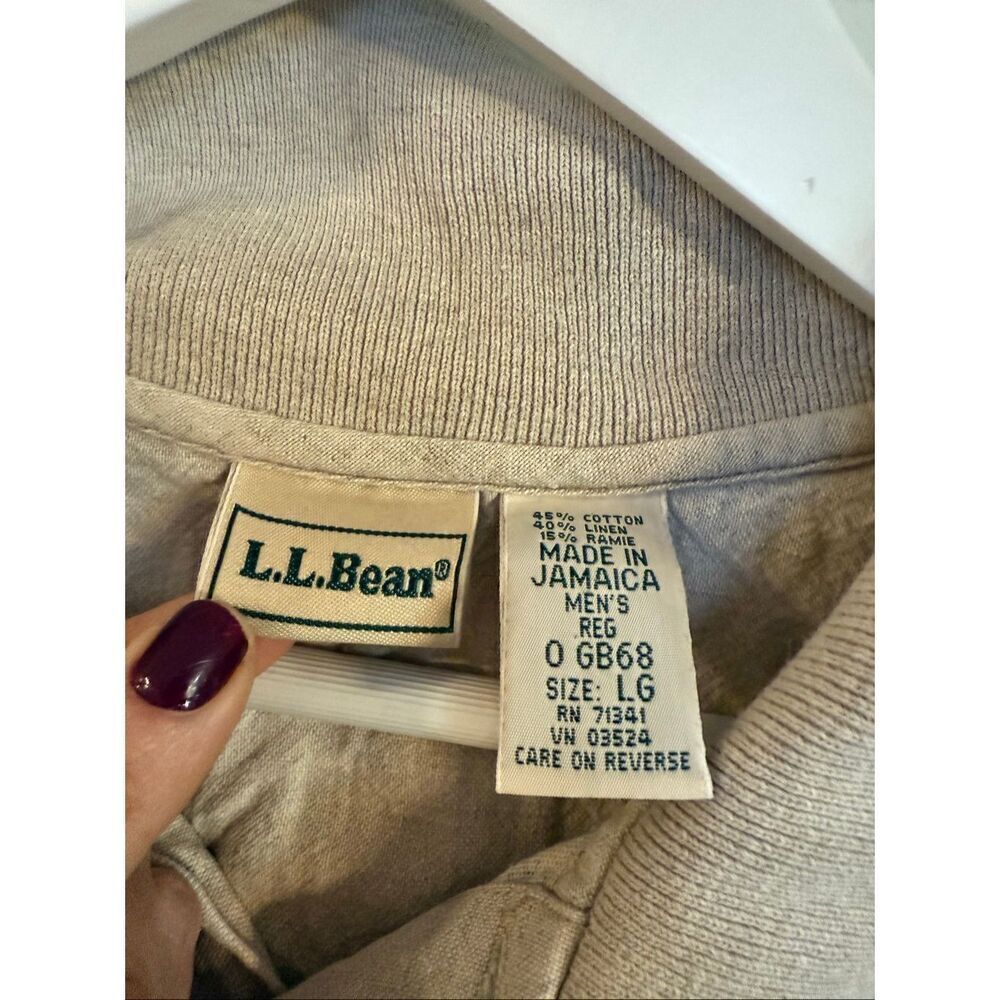 L.L.Bean®
45% COTTON
40% LINEN
15% RAMIE
MADE IN
JAMAICA
MEN'S
REG
0 GB68
SIZE: LG
RN 71341
VN 03524
CARE ON REVERSE